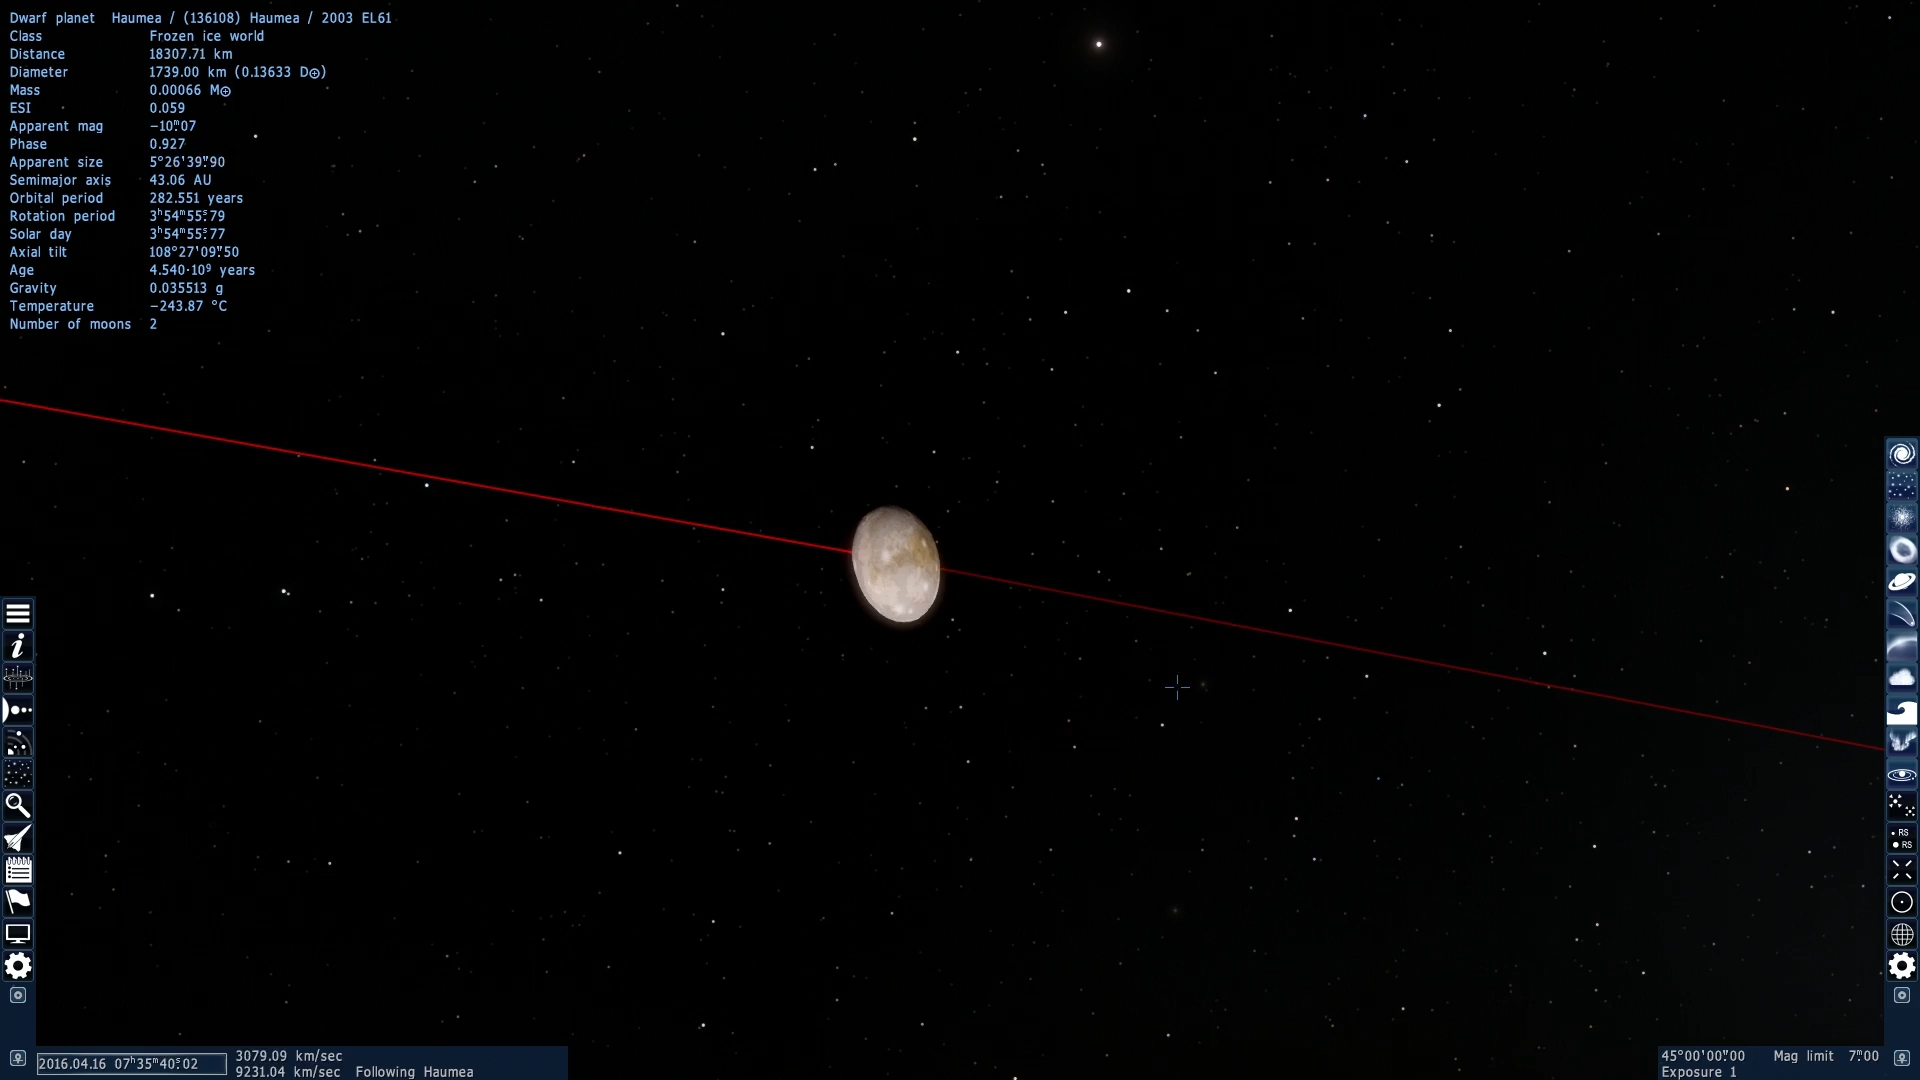 Dwarf planet Haumea / (136108) Haumea / 2003 EL61
Class Frozen ice world
Distance 18307.71 km
Diameter 1739.00 km (0.13633 D⊕)
Mass 0.00066 M⊕
ESI 0.059
Apparent mag −10ᵐ.07
Phase 0.927
Apparent size 5°26'39".90
Semimajor axis 43.06 AU
Orbital period 282.551 years
Rotation period 3ʰ54ᵐ55ˢ.79
Solar day 3ʰ54ᵐ55ˢ.77
Axial tilt 108°27'09".50
Age 4.540·10⁹ years
Gravity 0.035513 g
Temperature −243.87 °C
Number of moons 2
RS
RS
2016.04.16 07ʰ35ᵐ40ˢ.02
3079.09 km/sec
9231.04 km/sec Following Haumea
45°00'00".00 Mag limit 7ᵐ.00
Exposure 1